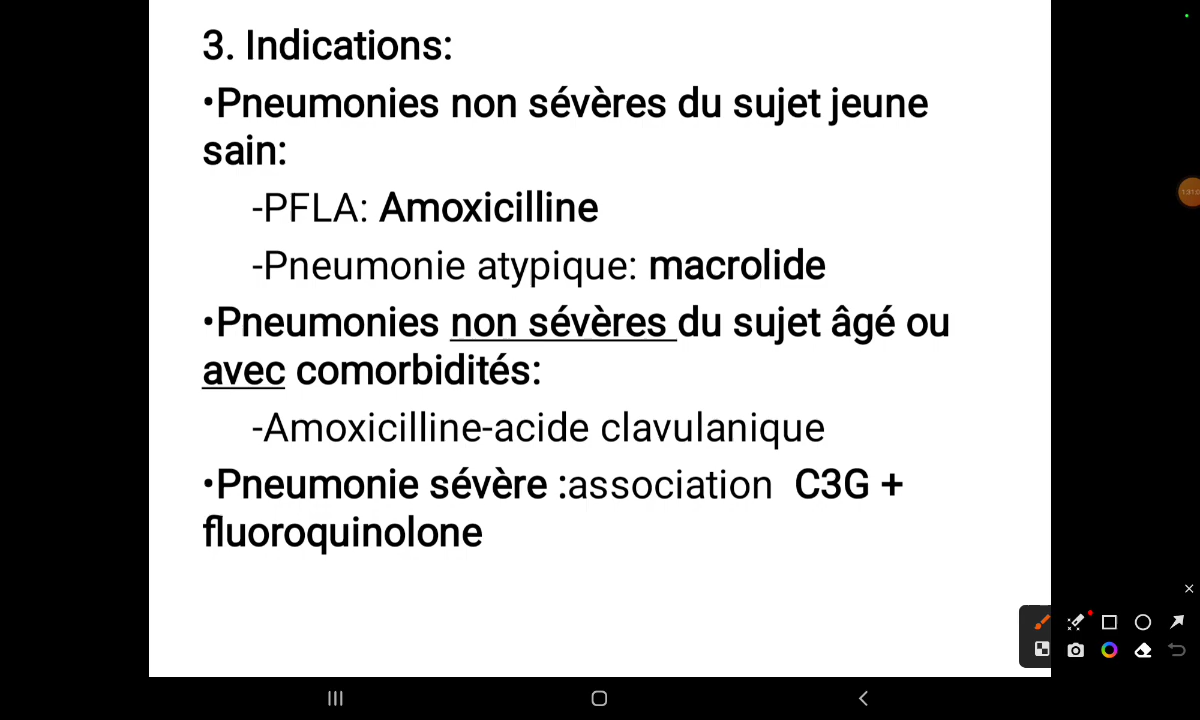 3. Indications:
•Pneumonies non sévères du sujet jeune
sain:
-PFLA: Amoxicilline
-Pneumonie atypique: macrolide
•Pneumonies non sévères du sujet âgé ou
avec comorbidités:
-Amoxicilline-acide clavulanique
•Pneumonie sévère :association C3G +
fluoroquinolone